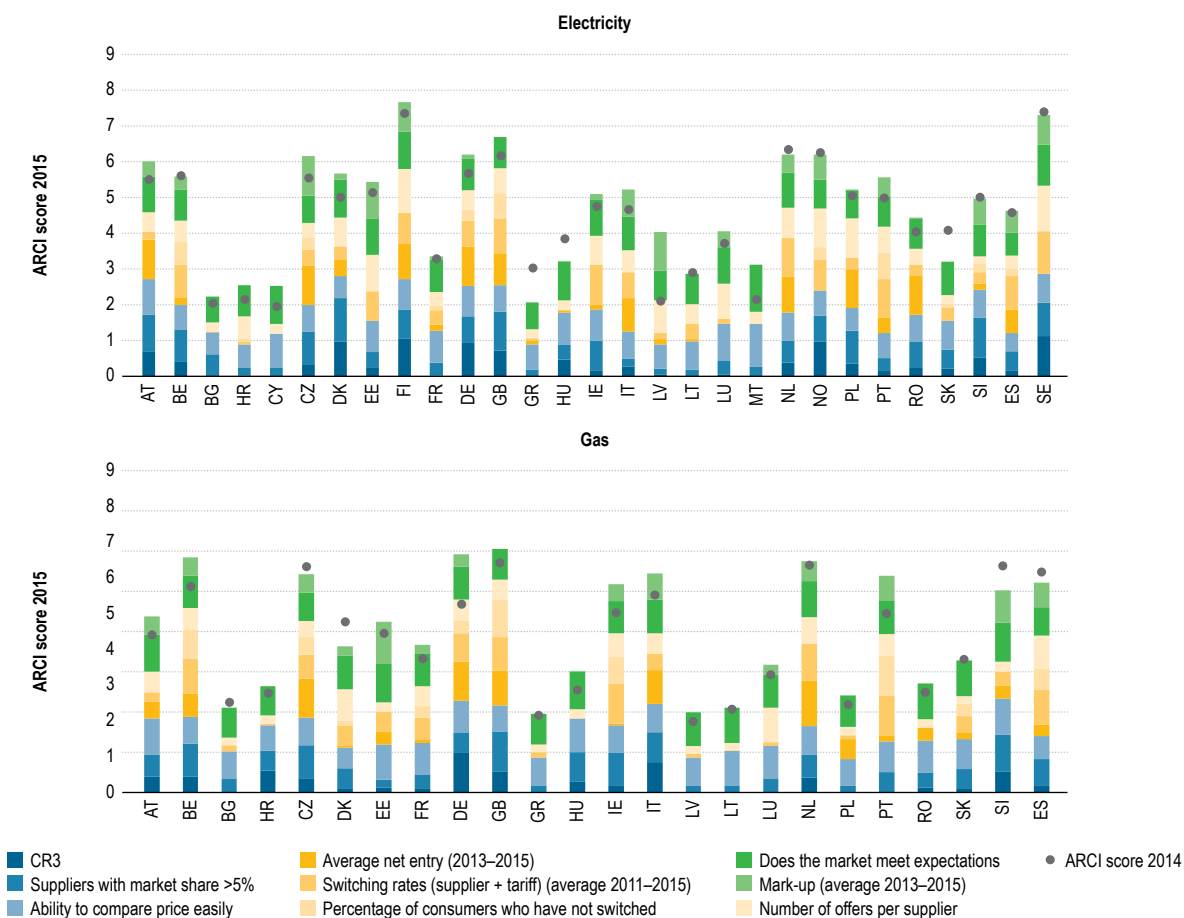 Electricity
ARCI score 2015
9
8
7
6
5
4
3
2
1
0
AT BE BG HR CY CZ DK EE FI FR DE GB GR HU IE IT LV LT LU MT NL NO PL PT RO SK SI ES SE
Gas
ARCI score 2015
9
8
7
6
5
4
3
2
1
0
AT BE BG HR CZ DK EE FR DE GB GR HU IE IT LV LT LU NL PL PT RO SK SI ES
CR3 Average net entry (2013–2015) Does the market meet expectations ARCI score 2014
Suppliers with market share >5% Switching rates (supplier + tariff) (average 2011–2015) Mark-up (average 2013–2015)
Ability to compare price easily Percentage of consumers who have not switched Number of offers per supplier